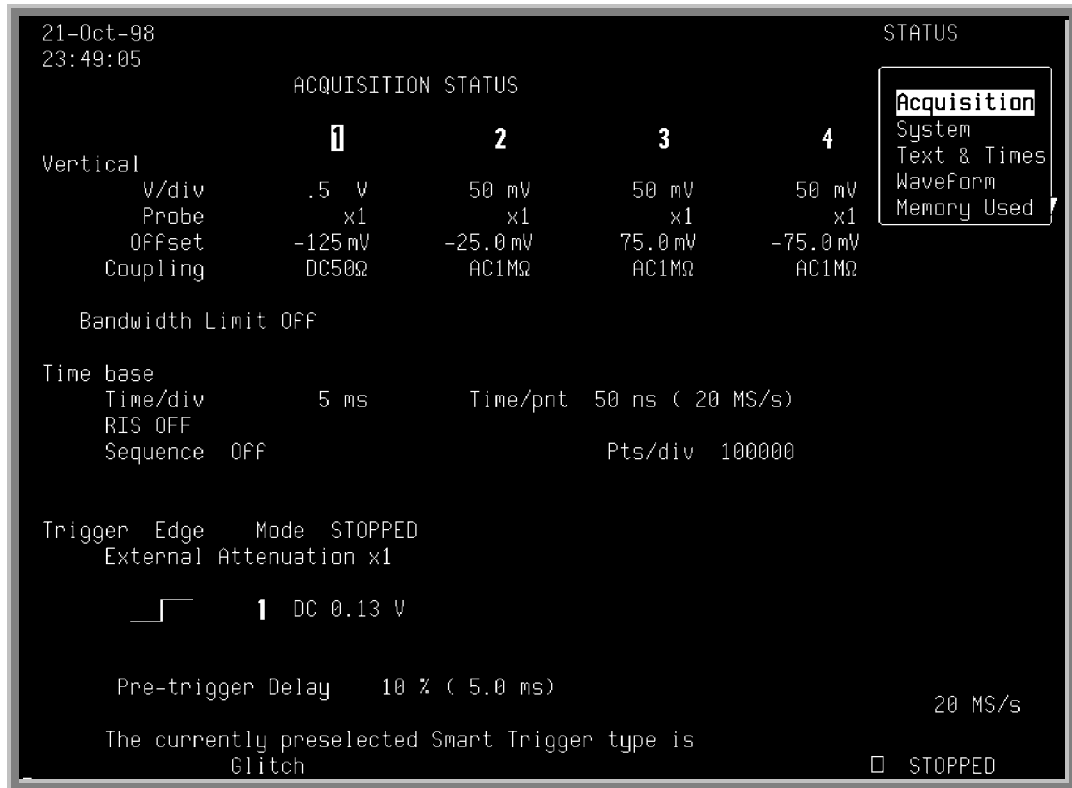 21-Oct-98
23:49:05
STATUS
ACQUISITION STATUS
Acquisition
System
Text & Times
Waveform
Memory Used
1 2 3 4
Vertical
V/div .5 V 50 mV 50 mV 50 mV
Probe x1 x1 x1 x1
Offset -125 mV -25.0 mV 75.0 mV -75.0 mV
Coupling DC50Ω AC1MΩ AC1MΩ AC1MΩ
Bandwidth Limit Off
Time base
Time/div 5 ms Time/pnt 50 ns ( 20 MS/s)
RIS OFF
Sequence Off Pts/div 100000
Trigger Edge Mode STOPPED
External Attenuation x1
1 DC 0.13 V
Pre-trigger Delay 10 % ( 5.0 ms)
20 MS/s
The currently preselected Smart Trigger type is
Glitch
STOPPED